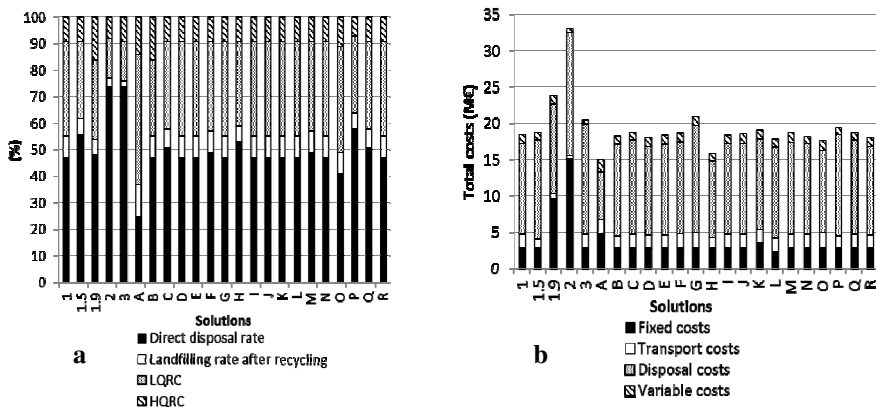 100
90
80
70
60
50
40
30
20
10
0
(%)
1 1.5 1.9 2 3 A B C D E F G H I J K L M N O P Q R
Solutions
Direct disposal rate
Landfilling rate after recycling
LQRC
HQRC
a
35
30
25
20
15
10
5
0
Total costs (M€)
1 1.5 1.9 2 3 A B C D E F G H I J K L M N O P Q R
Solutions
Fixed costs
Transport costs
Disposal costs
Variable costs
b